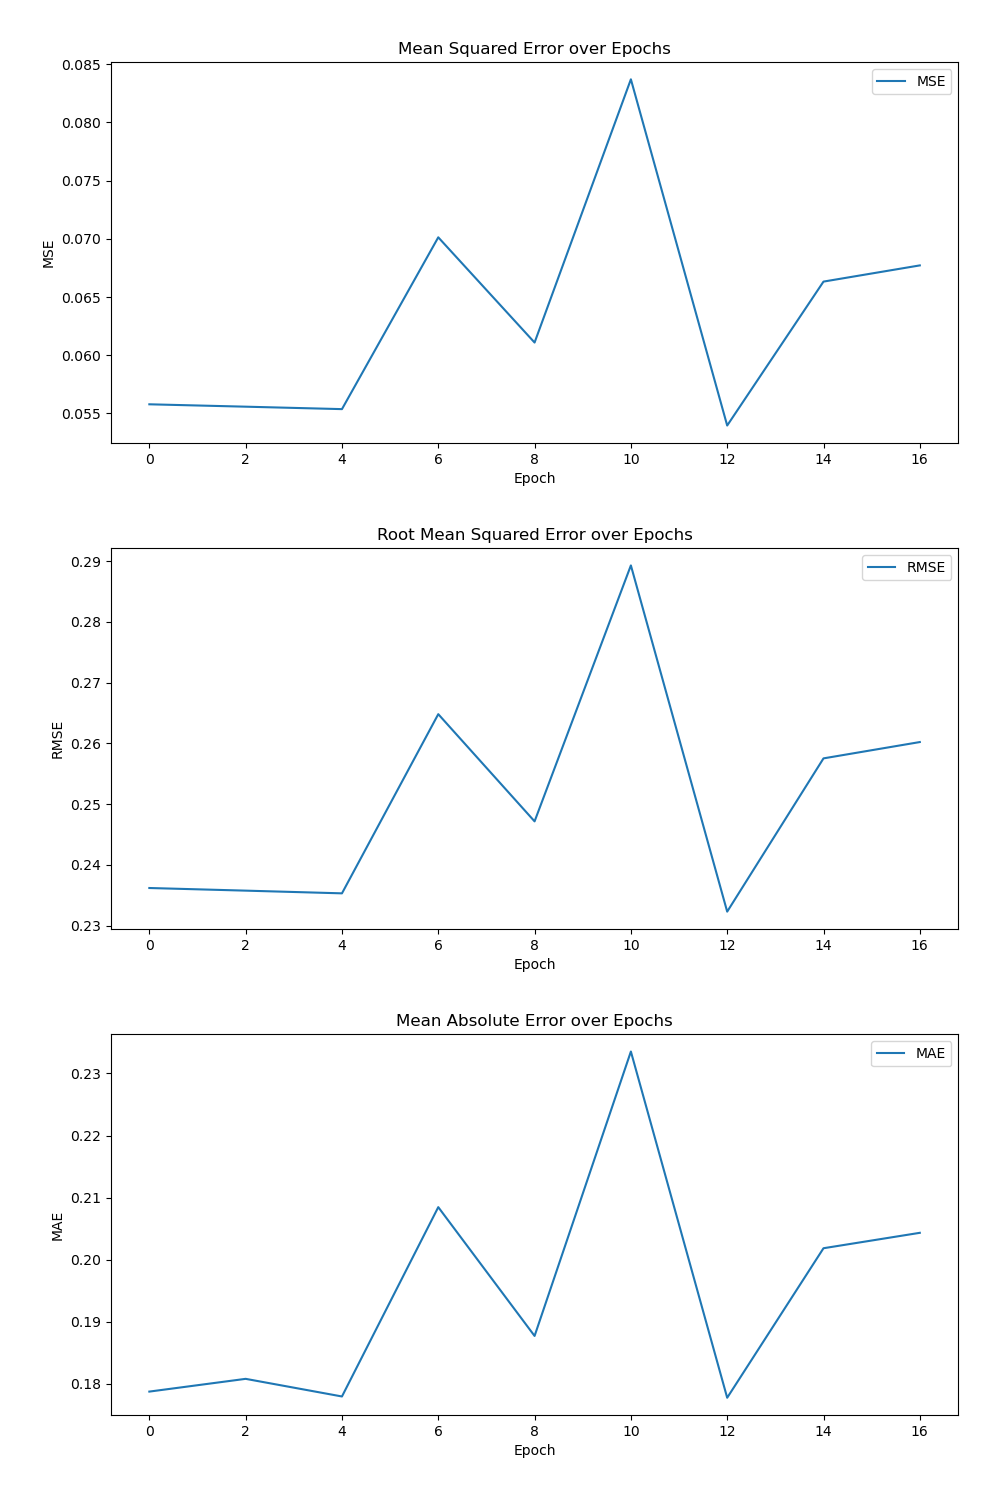 Mean Squared Error over Epochs
MSE
0.085
0.080
0.075
0.070
0.065
0.060
0.055
MSE
0 2 4 6 8 10 12 14 16
Epoch
Root Mean Squared Error over Epochs
RMSE
0.29
0.28
0.27
0.26
0.25
0.24
0.23
RMSE
0 2 4 6 8 10 12 14 16
Epoch
Mean Absolute Error over Epochs
MAE
0.23
0.22
0.21
0.20
0.19
0.18
MAE
0 2 4 6 8 10 12 14 16
Epoch